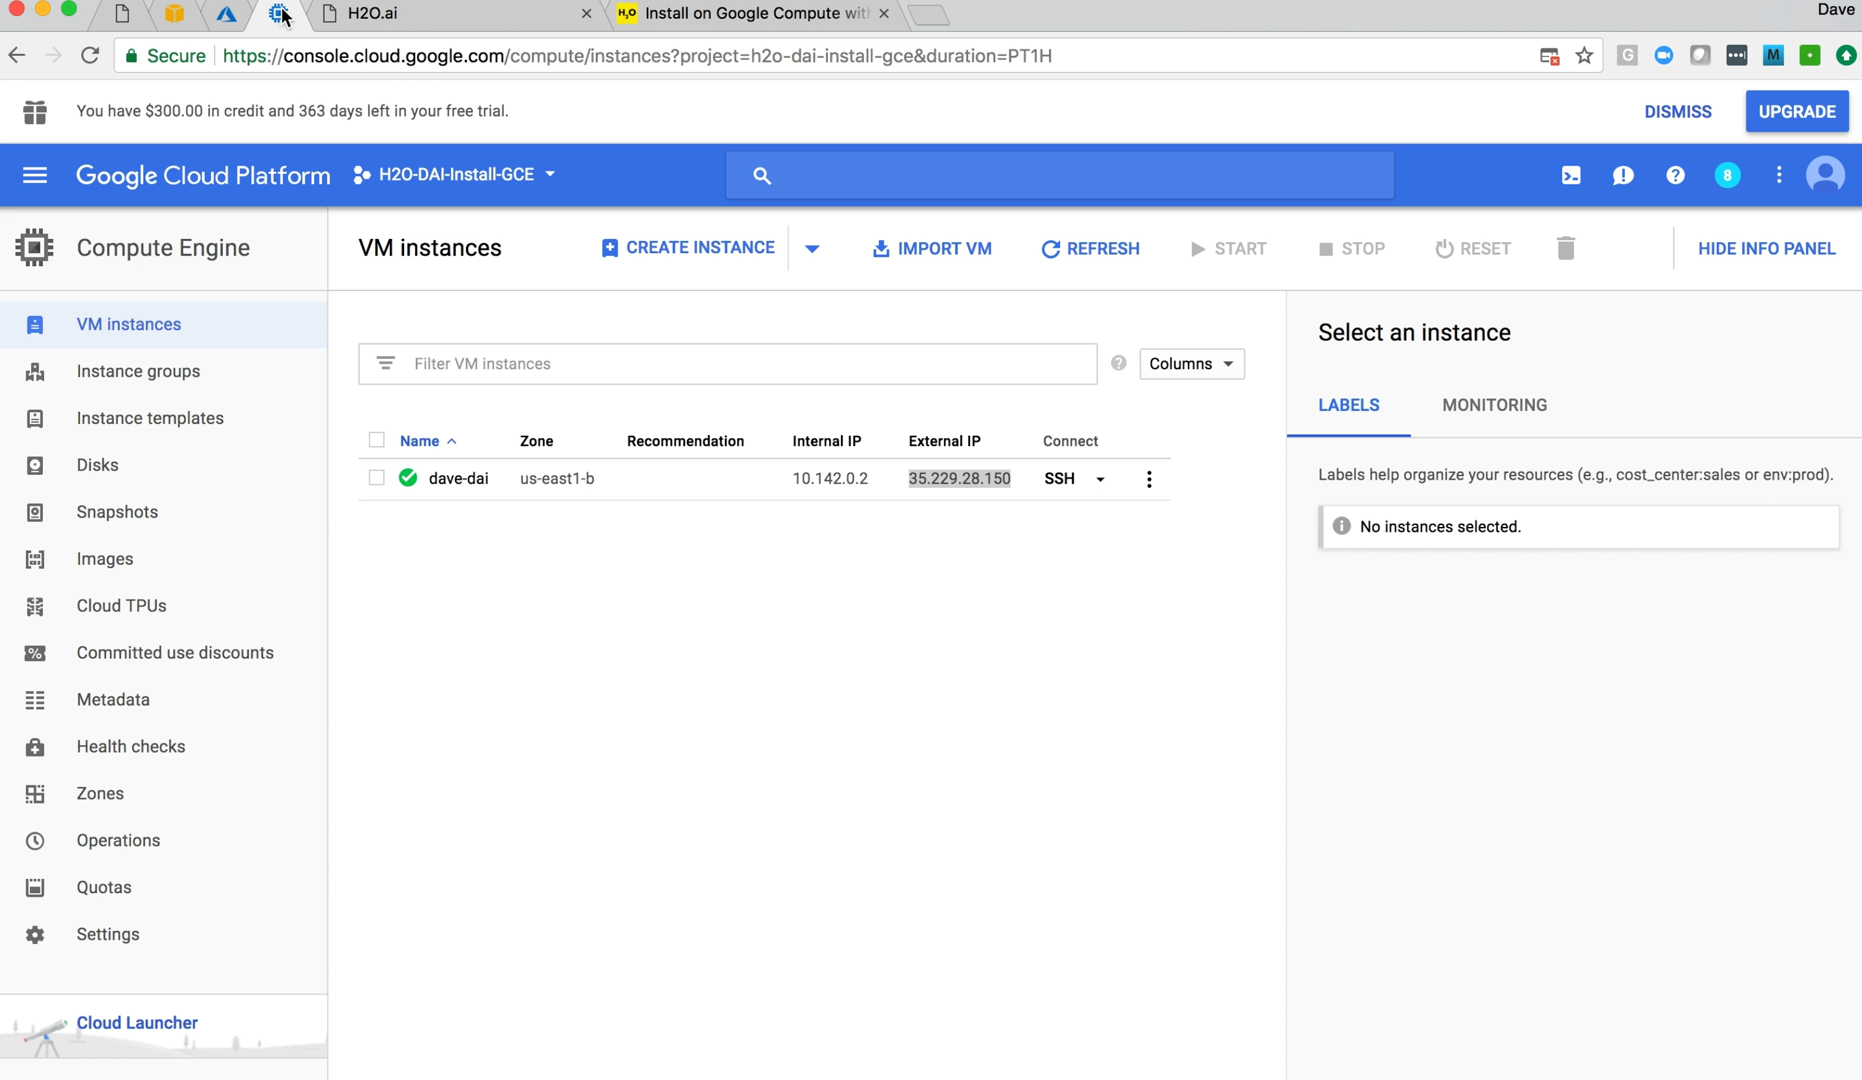 H2O.ai
H2O
Install on Google Compute with
Dave
Secure
https://console.cloud.google.com/compute/instances?project=h2o-dai-install-gce&duration=PT1H
G
M
You have $300.00 in credit and 363 days left in your free trial.
DISMISS
UPGRADE
Google Cloud Platform
H2O-DAI-Install-GCE
8
Compute Engine
VM instances
CREATE INSTANCE
IMPORT VM
REFRESH
START
STOP
RESET
HIDE INFO PANEL
VM instances
Instance groups
Instance templates
Disks
Snapshots
Images
Cloud TPUs
Committed use discounts
Metadata
Health checks
Zones
Operations
Quotas
Settings
Cloud Launcher
Filter VM instances
Columns
Name Zone Recommendation Internal IP External IP Connect
dave-dai us-east1-b 10.142.0.2 35.229.28.150 SSH
Select an instance
LABELS
MONITORING
Labels help organize your resources (e.g., cost_center:sales or env:prod).
No instances selected.